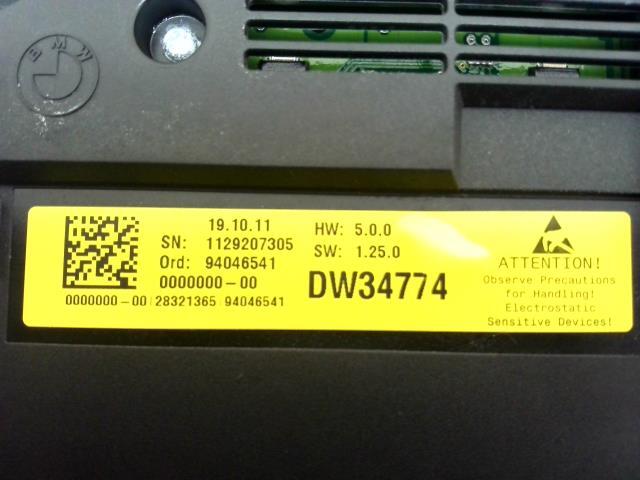 BMW
19.10.11
SN: 1129207305
Ord: 94046541
0000000-00
0000000-00 28321365 94046541
HW: 5.0.0
SW: 1.25.0
DW34774
ATTENTION!
Observe Precautions
for Handling!
Electrostatic
Sensitive Devices!